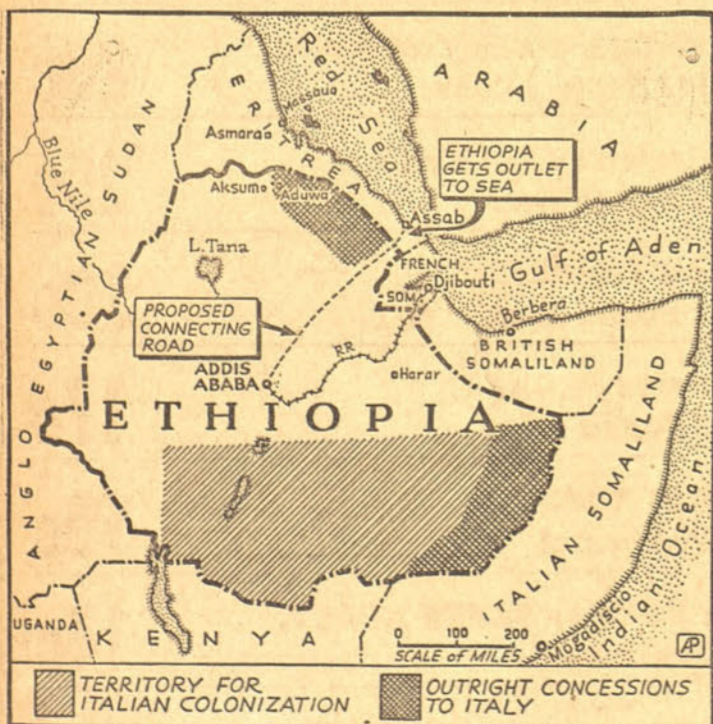 Red
Sea
ARABIA
ERITREA
Massaua
Asmara
ETHIOPIA
GETS OUTLET
TO SEA
Blue Nile
ANGLO EGYPTIAN SUDAN
Aksum
Aduwa
Assab
L. Tana
FRENCH
SOM.
Djibouti
Gulf of Aden
PROPOSED
CONNECTING
ROAD
Berbera
BRITISH
SOMALILAND
RR
ADDIS
ABABA
Harar
ETHIOPIA
ITALIAN SOMALILAND
Indian Ocean
Mogadiscio
UGANDA
KENYA
0 100 200
SCALE of MILES
AP
TERRITORY FOR
ITALIAN COLONIZATION
OUTRIGHT CONCESSIONS
TO ITALY